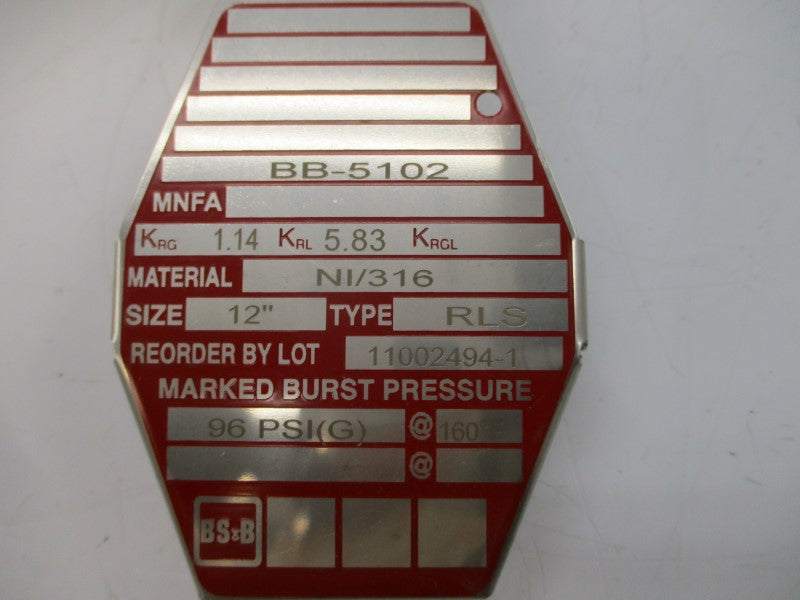 BB-5102
MNFA
KRG 1.14 KRL 5.83 KRGL
MATERIAL NI/316
SIZE 12" TYPE RLS
REORDER BY LOT 11002494-1
MARKED BURST PRESSURE
96 PSI(G) @ 160°F
@
BS&B